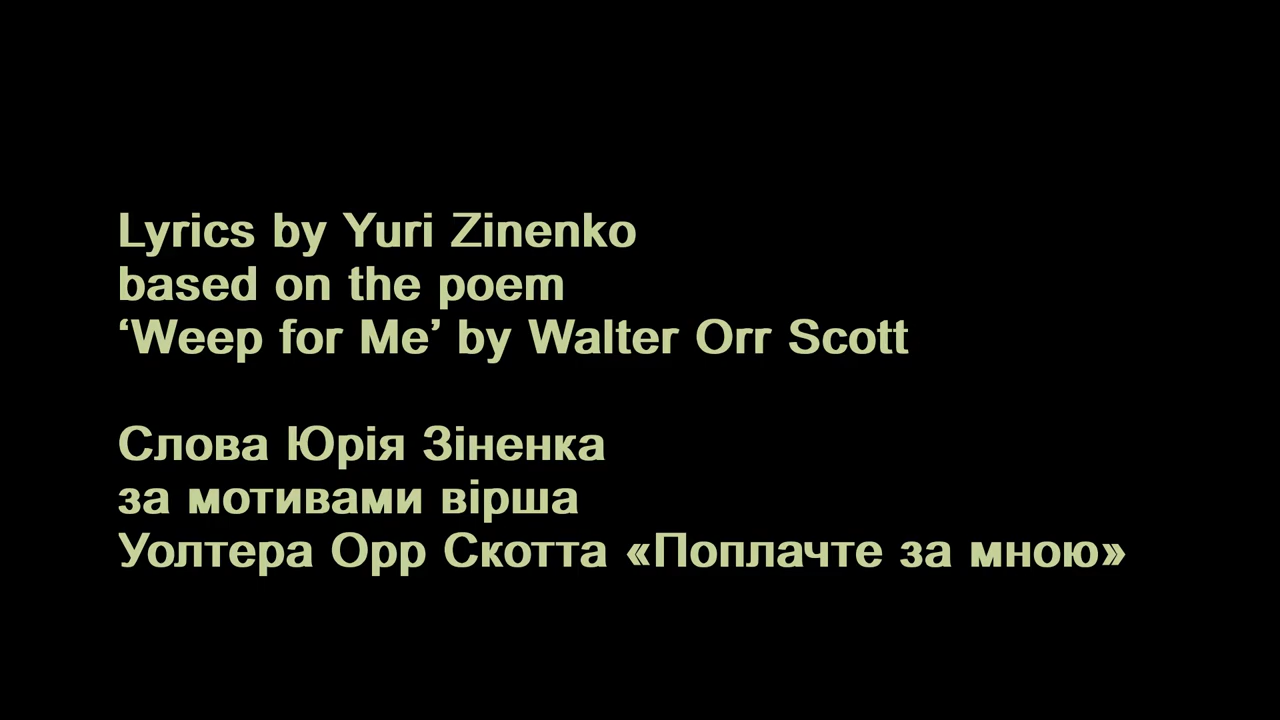 Lyrics by Yuri Zinenko
based on the poem
‘Weep for Me’ by Walter Orr Scott
Слова Юрія Зіненка
за мотивами вірша
Уолтера Орр Скотта «Поплачте за мною»